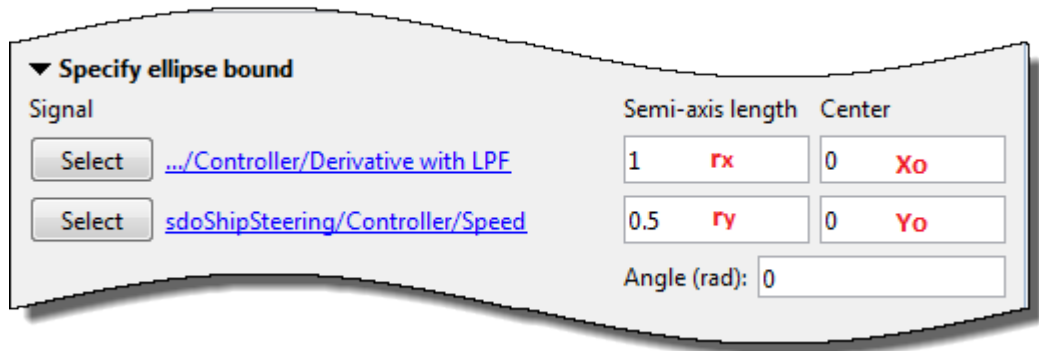 ▼ Specify ellipse bound
Signal Semi-axis length Center
Select .../Controller/Derivative with LPF 1 rx 0 Xo
Select sdoShipSteering/Controller/Speed 0.5 ry 0 Yo
Angle (rad): 0